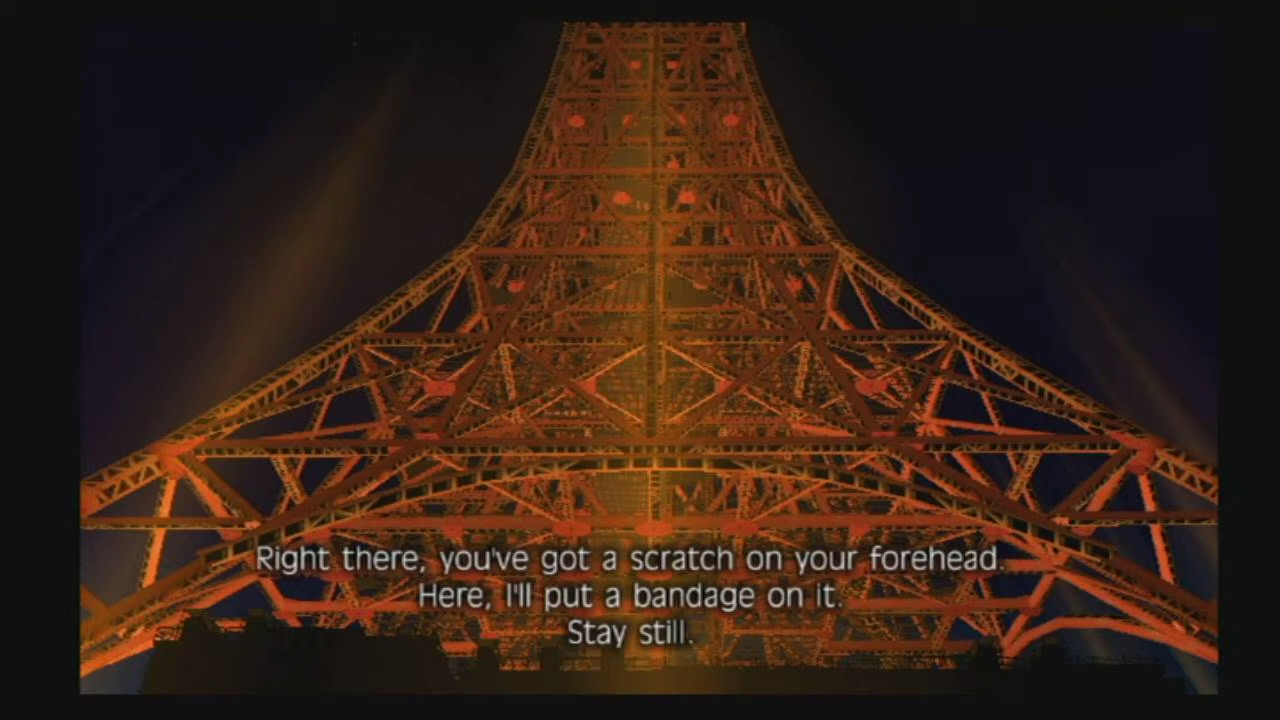 Right there, you've got a scratch on your forehead.
Here, I'll put a bandage on it.
Stay still.